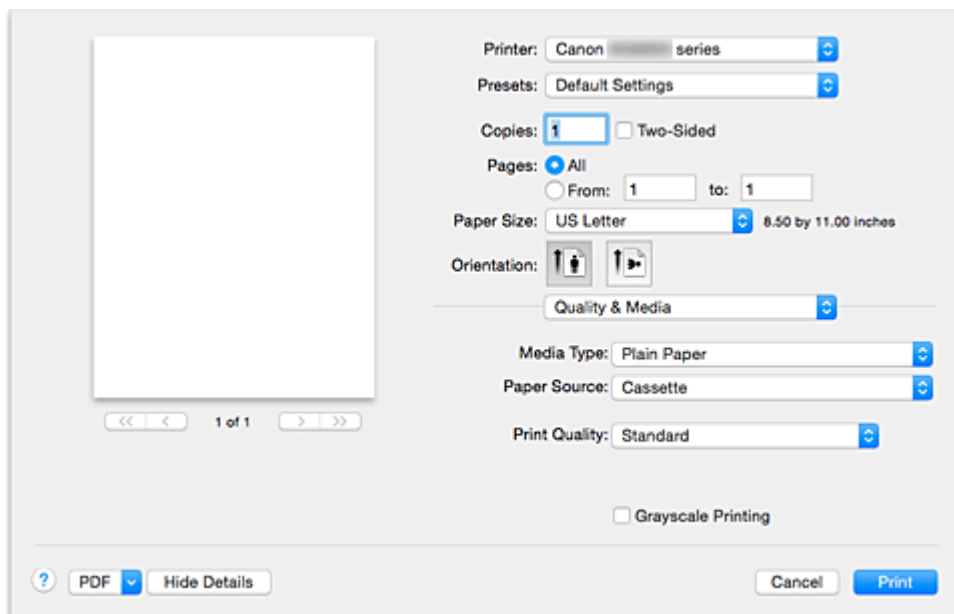 Printer: Canon series
Presets: Default Settings
Copies: 1 Two-Sided
Pages: All
From: 1 to: 1
Paper Size: US Letter 8.50 by 11.00 inches
Orientation:
Quality & Media
Media Type: Plain Paper
Paper Source: Cassette
<< < 1 of 1 > >>
Print Quality: Standard
Grayscale Printing
? PDF Hide Details Cancel Print